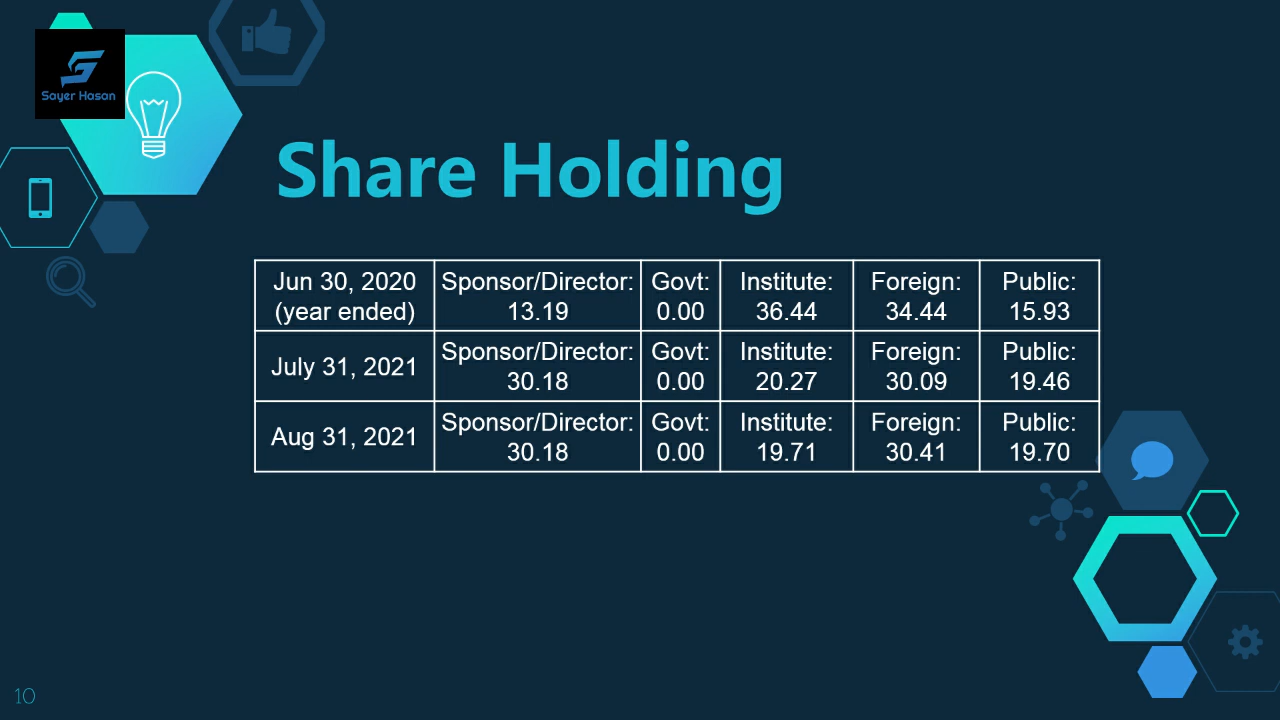 Sayer Hason
Share Holding
Jun 30, 2020
(year ended)
Sponsor/Director:
13.19
Govt:
0.00
Institute:
36.44
Foreign:
34.44
Public:
15.93
July 31, 2021
Sponsor/Director:
30.18
Govt:
0.00
Institute:
20.27
Foreign:
30.09
Public:
19.46
Aug 31, 2021
Sponsor/Director:
30.18
Govt:
0.00
Institute:
19.71
Foreign:
30.41
Public:
19.70
10